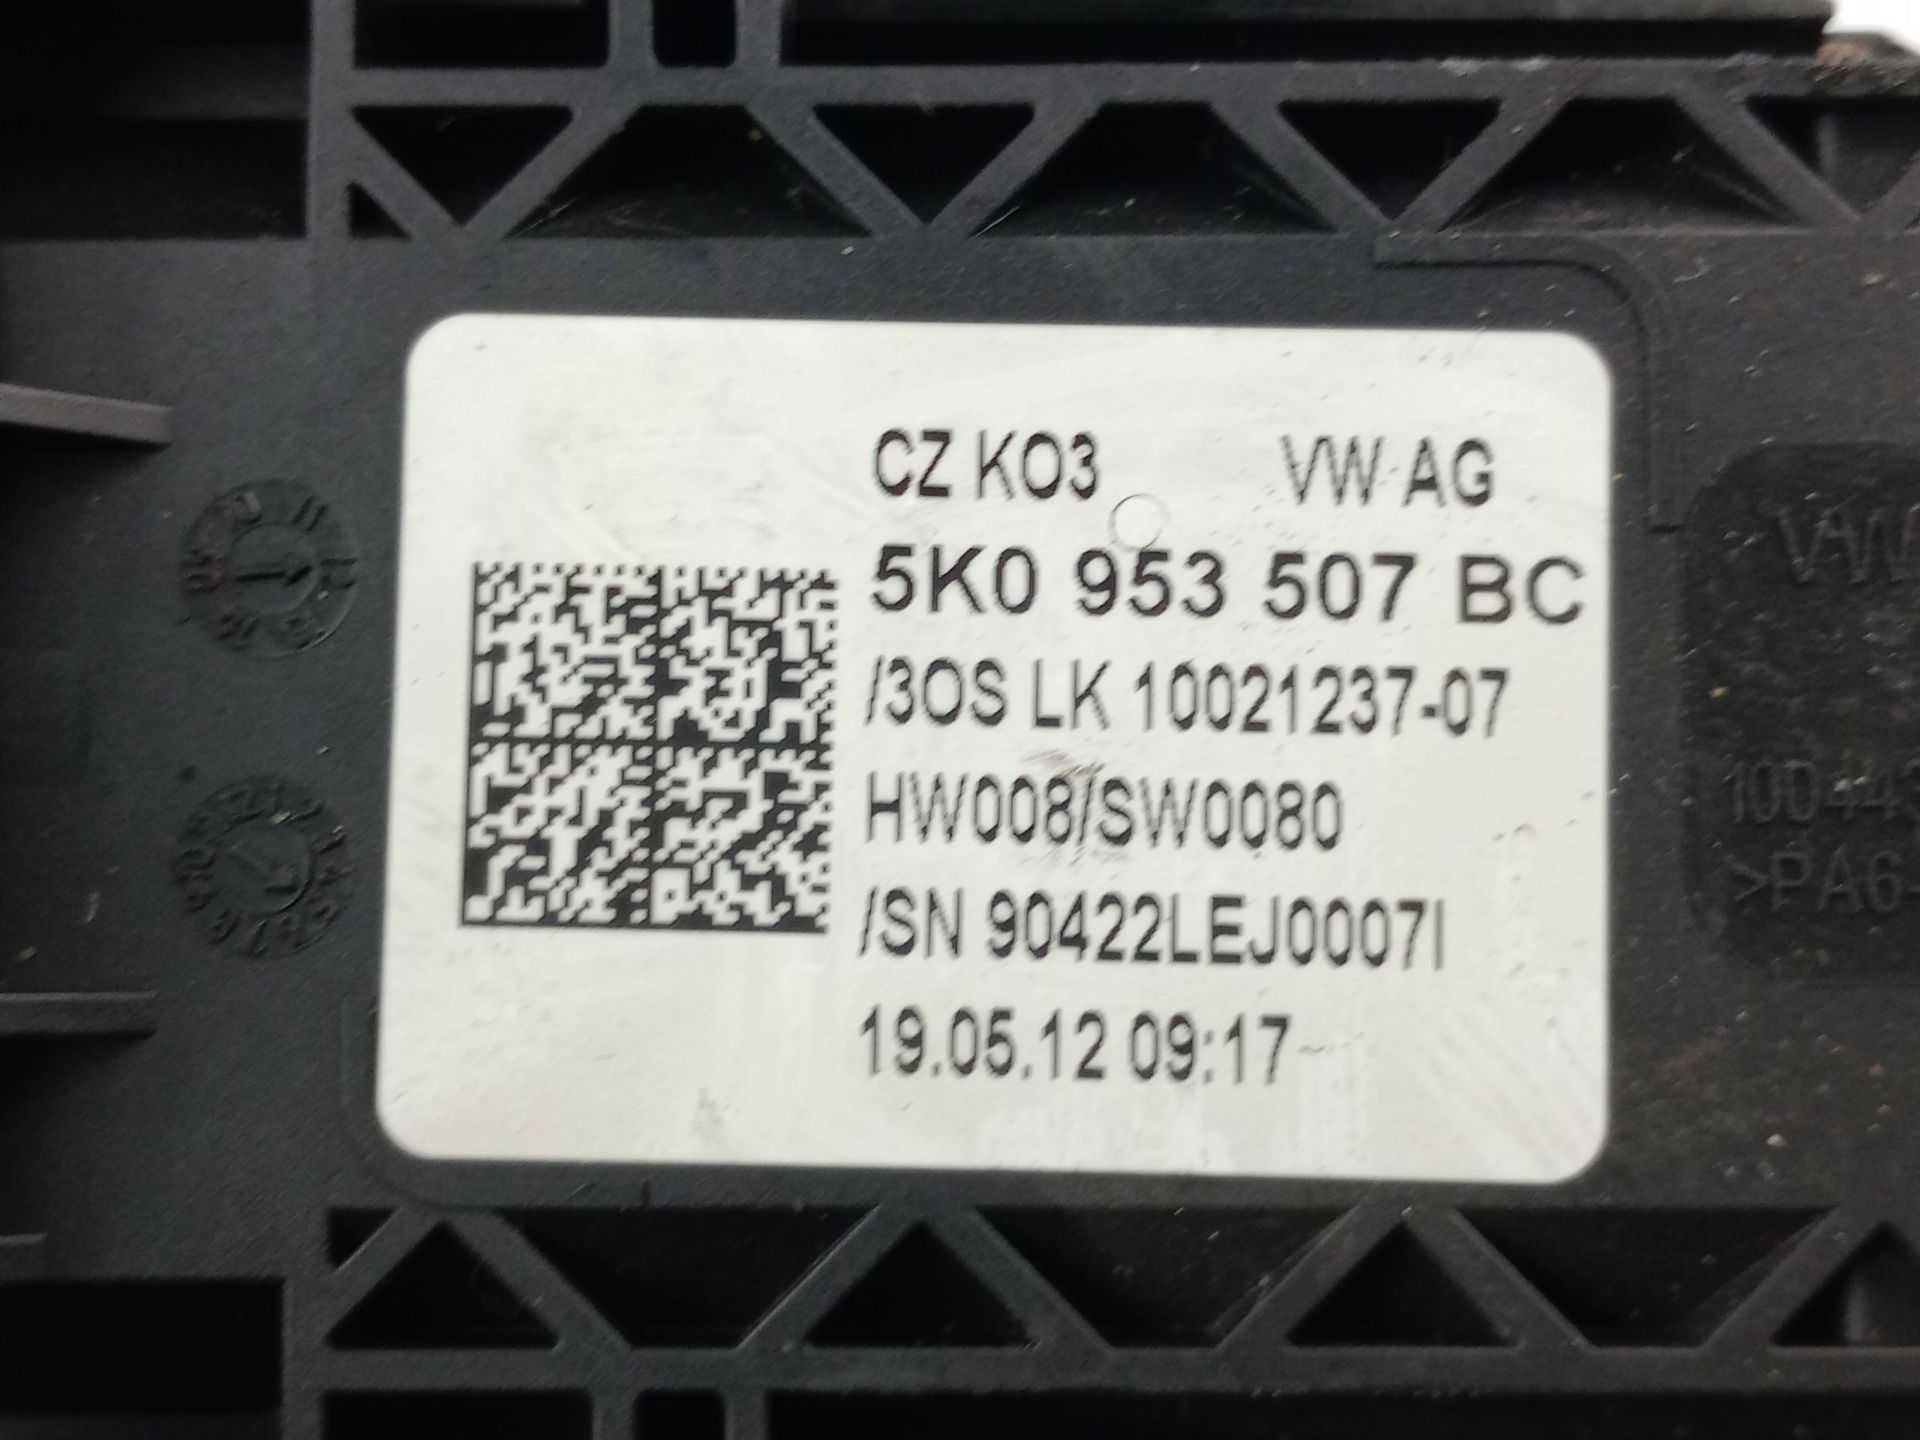 CZ KO3 VW AG
5K0 953 507 BC
/3OS LK 10021237-07
HW008/SW0080
/SN 90422LEJ0007I
19.05.12 09:17
>PA6-